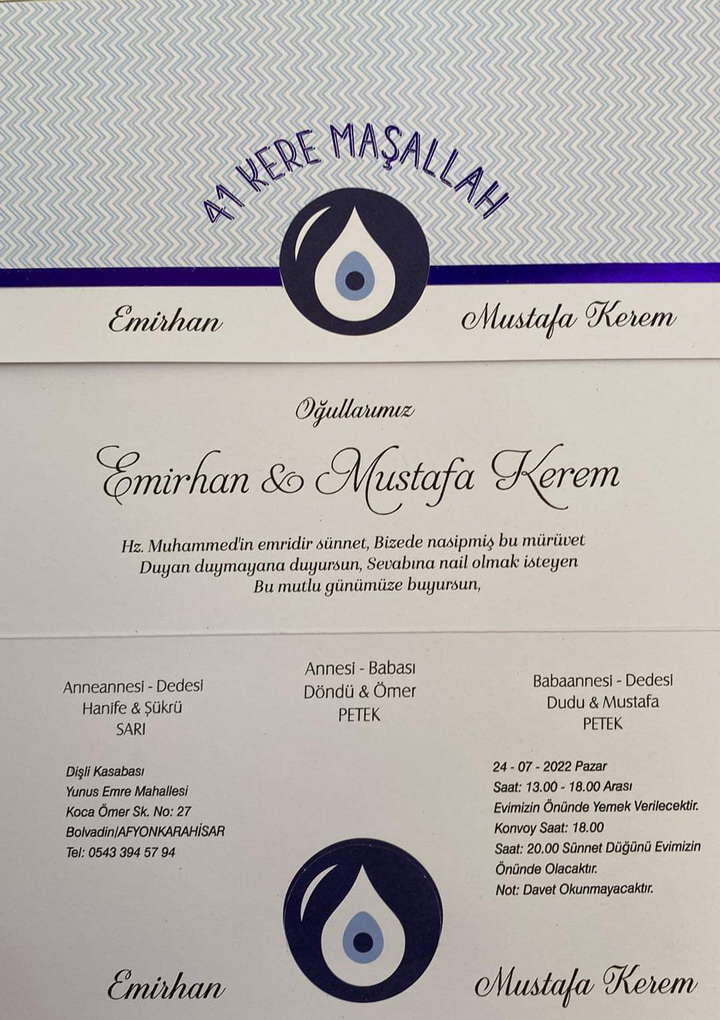 41 KERE MAŞALLAH
Emirhan
Mustafa Kerem
Oğullarımız
Emirhan & Mustafa Kerem
Hz. Muhammed'in emridir sünnet, Bizede nasipmiş bu mürüvet
Duyan duymayana duyursun, Sevabına nail olmak isteyen
Bu mutlu günümüze buyursun,
Anneannesi - Dedesi
Hanife & Şükrü
SARI
Annesi - Babası
Döndü & Ömer
PETEK
Babaannesi - Dedesi
Dudu & Mustafa
PETEK
Dişli Kasabası
Yunus Emre Mahallesi
Koca Ömer Sk. No: 27
Bolvadin/AFYONKARAHİSAR
Tel: 0543 394 57 94
24 - 07 - 2022 Pazar
Saat: 13.00 - 18.00 Arası
Evimizin Önünde Yemek Verilecektir.
Konvoy Saat: 18.00
Saat: 20.00 Sünnet Düğünü Evimizin
Önünde Olacaktır.
Not: Davet Okunmayacaktır.
Emirhan
Mustafa Kerem